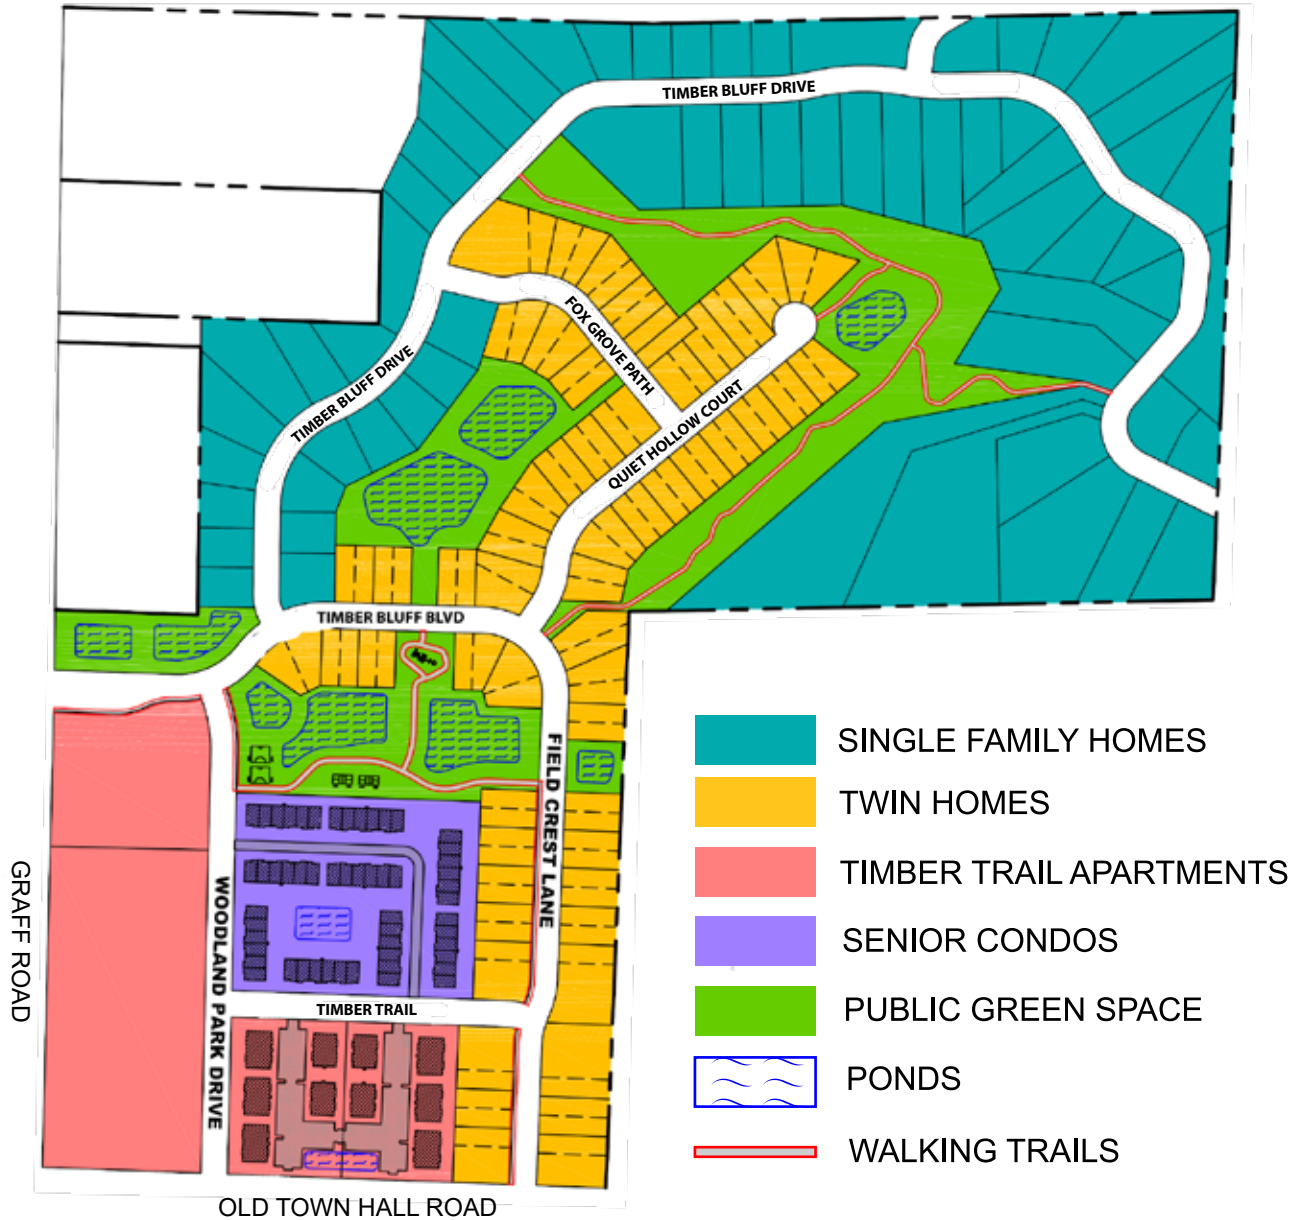 TIMBER BLUFF DRIVE
FOX GROVE PATH
TIMBER BLUFF DRIVE
QUIET HOLLOW COURT
TIMBER BLUFF BLVD
FIELD CREST LANE
WOODLAND PARK DRIVE
GRAFF ROAD
TIMBER TRAIL
OLD TOWN HALL ROAD
SINGLE FAMILY HOMES
TWIN HOMES
TIMBER TRAIL APARTMENTS
SENIOR CONDOS
PUBLIC GREEN SPACE
PONDS
WALKING TRAILS